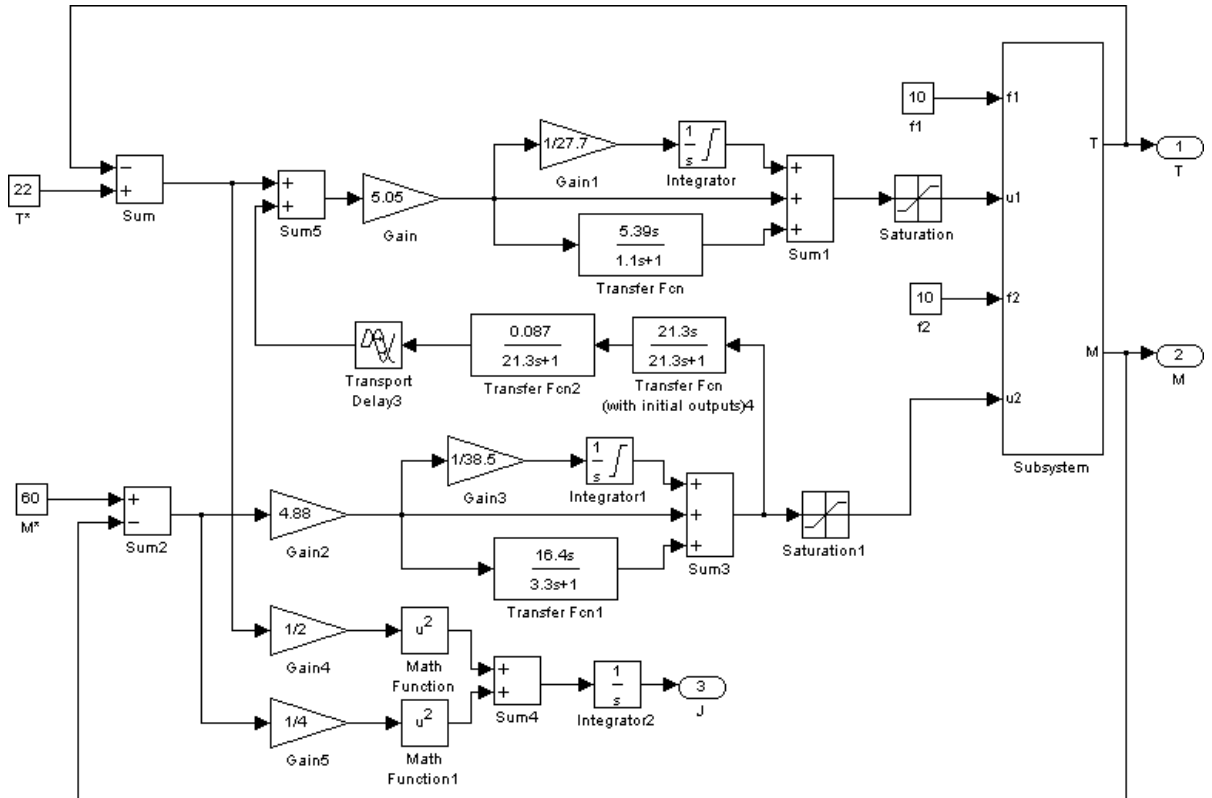 10
f1
f1
1
s
1/27.7
Gain1
Integrator
T
1
T
−
+
22
T*
Sum
+
+
Sum5
5.05
Gain
+
+
+
Sum1
Saturation
u1
5.39s
1.1s+1
Transfer Fcn
10
f2
f2
Transport
Delay3
0.087
21.3s+1
Transfer Fcn2
21.3s
21.3s+1
Transfer Fcn
(with initial outputs)4
M
2
M
u2
Subsystem
1/38.5
Gain3
1
s
Integrator1
60
M*
+
−
Sum2
4.88
Gain2
+
+
+
Sum3
Saturation1
16.4s
3.3s+1
Transfer Fcn1
1/2
Gain4
u2
Math
Function
+
+
Sum4
1
s
Integrator2
3
J
1/4
Gain5
u2
Math
Function1